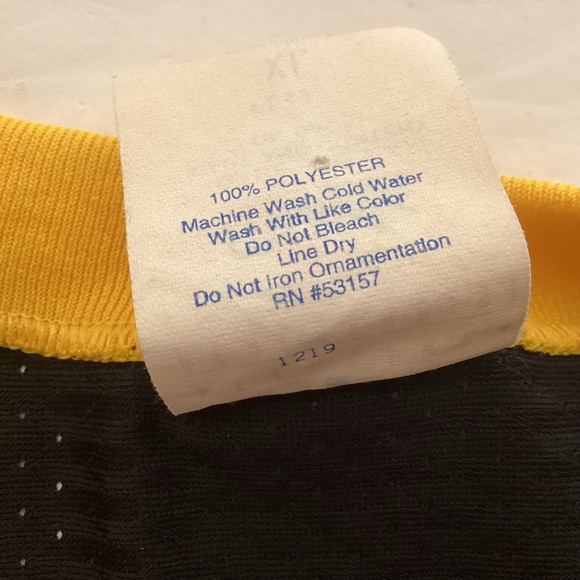 100% POLYESTER
Machine Wash Cold Water
Wash With Like Color
Do Not Bleach
Line Dry
Do Not Iron Ornamentation
RN #53157
1219